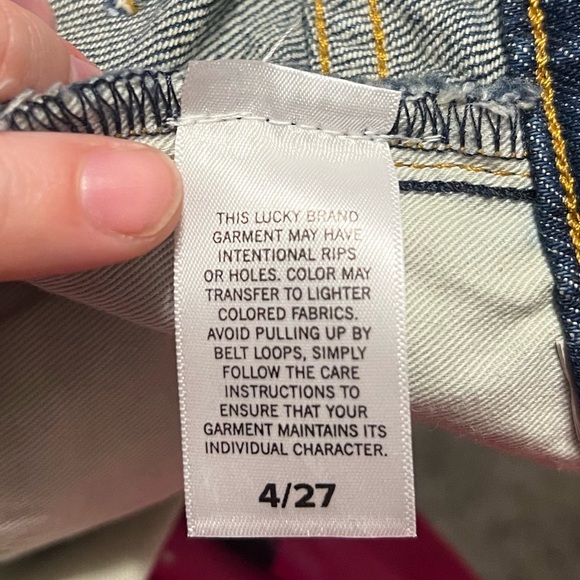 THIS LUCKY BRAND
GARMENT MAY HAVE
INTENTIONAL RIPS
OR HOLES. COLOR MAY
TRANSFER TO LIGHTER
COLORED FABRICS.
AVOID PULLING UP BY
BELT LOOPS, SIMPLY
FOLLOW THE CARE
INSTRUCTIONS TO
ENSURE THAT YOUR
GARMENT MAINTAINS ITS
INDIVIDUAL CHARACTER.
4/27